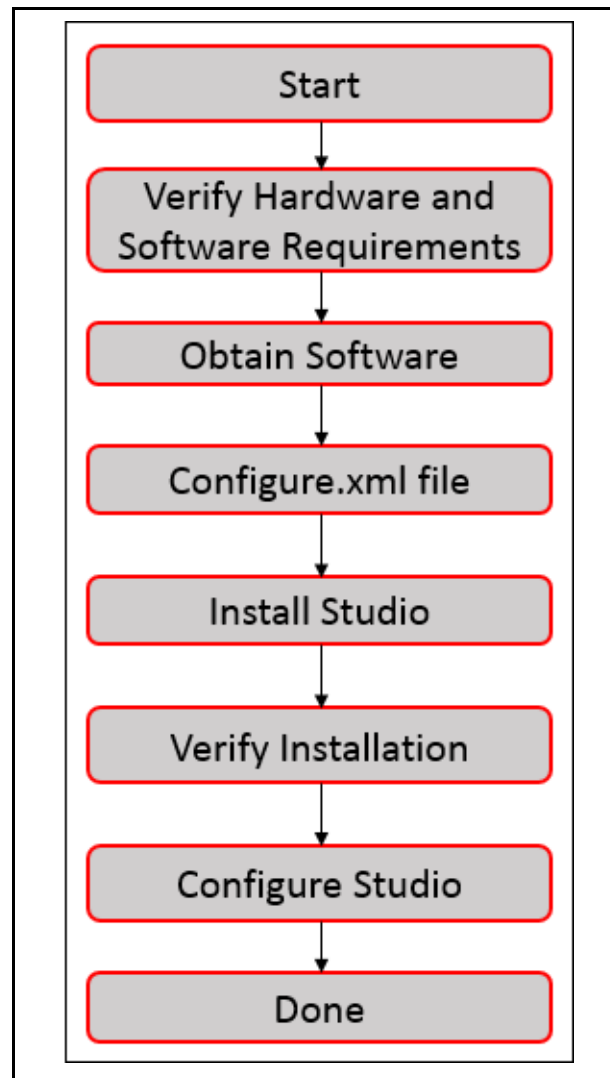 Start
Verify Hardware and
Software Requirements
Obtain Software
Configure.xml file
Install Studio
Verify Installation
Configure Studio
Done